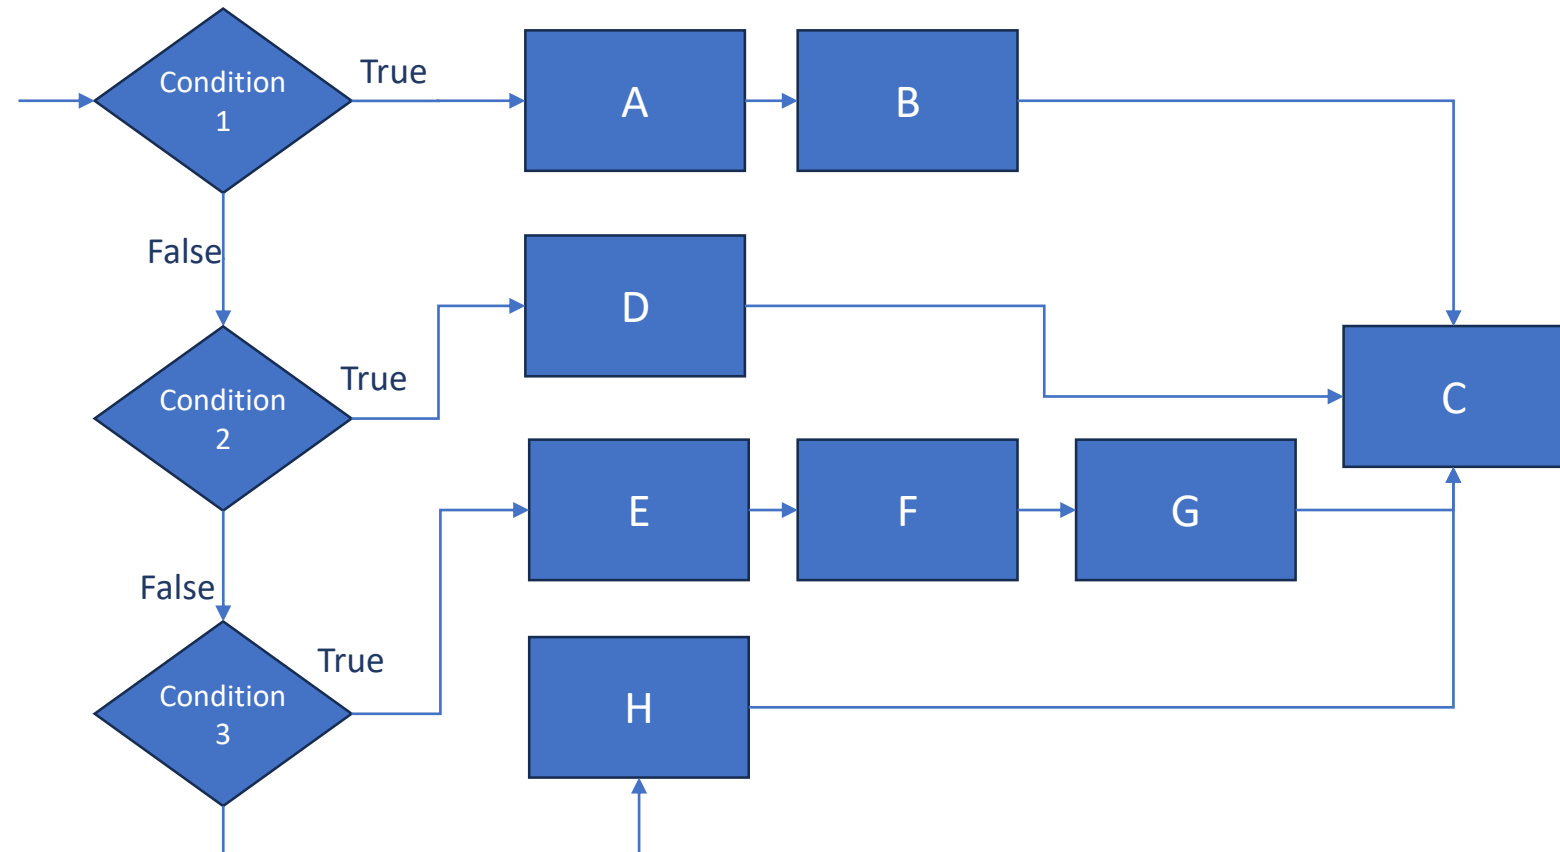 Condition
1
True
A
B
False
D
Condition
2
True
C
E
F
G
False
Condition
3
True
H